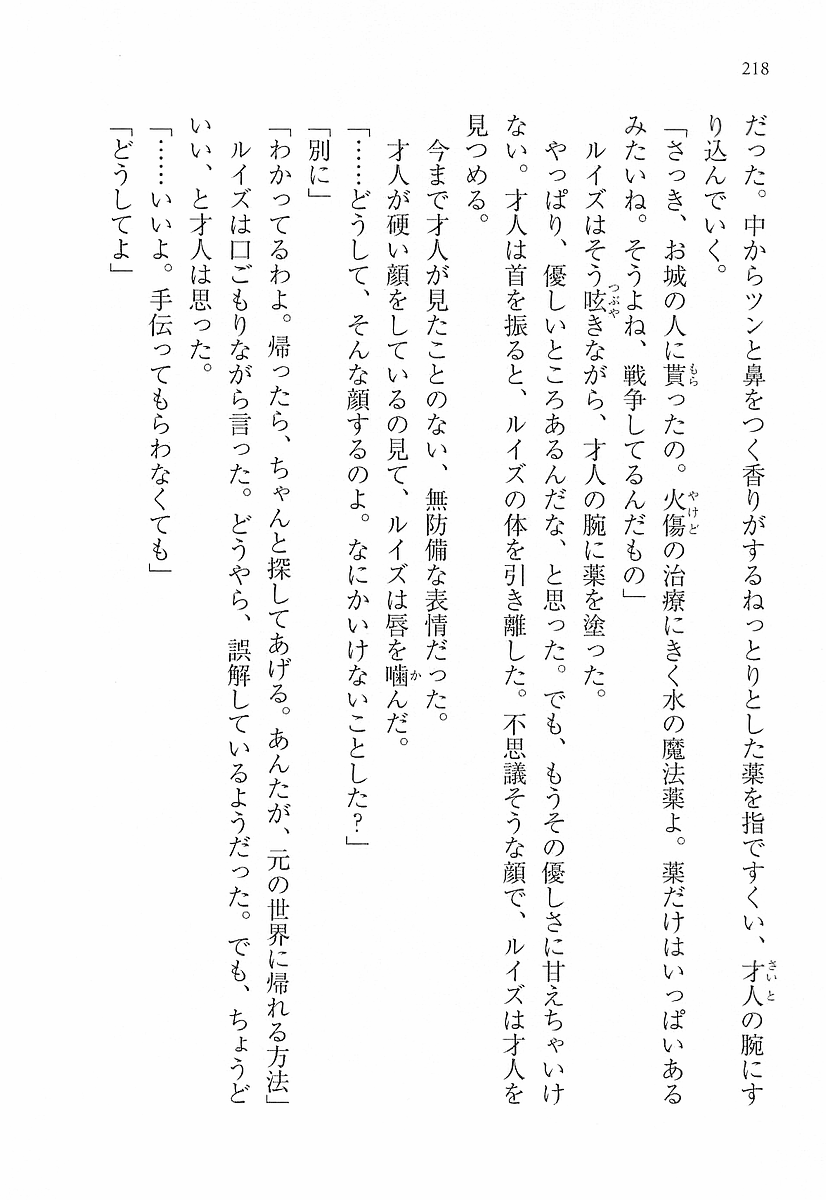 218
だった。中からツンと鼻をつく香りがするねっとりとした薬を指ですくい、才人の腕にす
り込んでいく。
「さっき、お城の人に貰ったの。火傷の治療にきく水の魔法薬よ。薬だけはいっぱいある
みたいね。そうよね、戦争してるんだもの」
ルイズはそう呟きながら、才人の腕に薬を塗った。
やっぱり、優しいところあるんだな、と思った。でも、もうその優しさに甘えちゃいけ
ない。才人は首を振ると、ルイズの体を引き離した。不思議そうな顔で、ルイズは才人を
見つめる。
今まで才人が見たことのない、無防備な表情だった。
才人が硬い顔をしているの見て、ルイズは唇を噛んだ。
「……どうして、そんな顔するのよ。なにかいけないことした？」
「別に」
「わかってるわよ。帰ったら、ちゃんと探してあげる。あんたが、元の世界に帰れる方法」
ルイズは口ごもりながら言った。どうやら、誤解しているようだった。でも、ちょうど
いい、と才人は思った。
「……いいよ。手伝ってもらわなくても」
「どうしてよ」